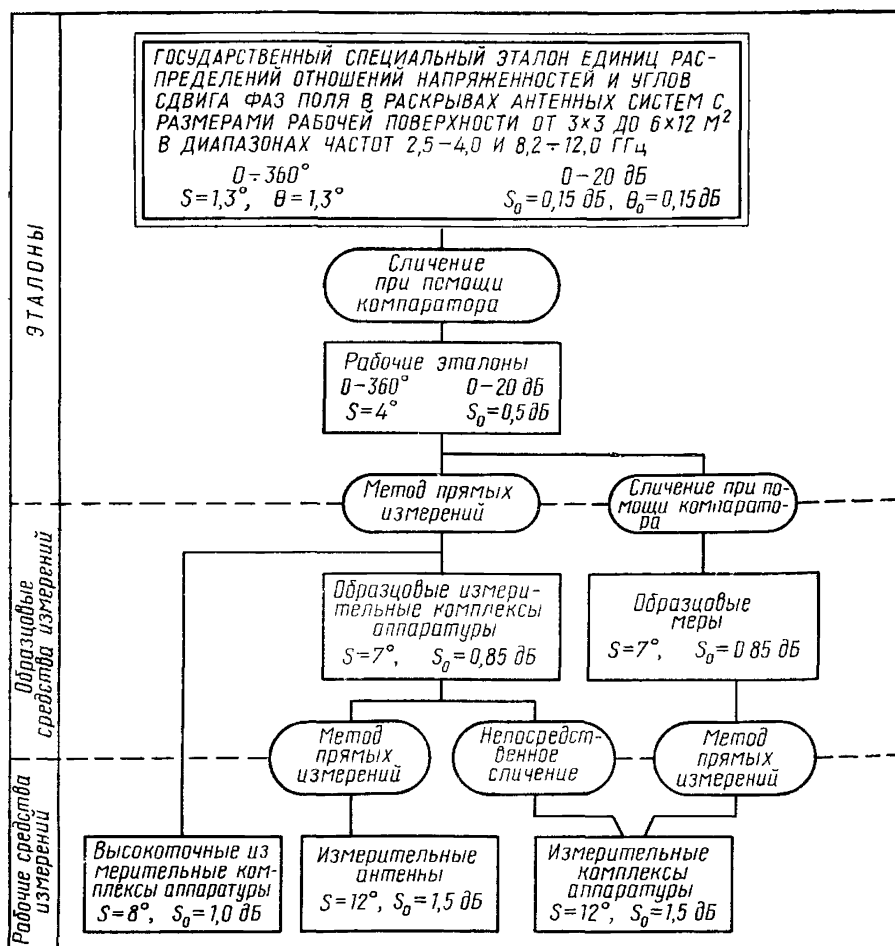 ЭТАЛОНЫ
ГОСУДАРСТВЕННЫЙ СПЕЦИАЛЬНЫЙ ЭТАЛОН ЕДИНИЦ РАС-
ПРЕДЕЛЕНИЙ ОТНОШЕНИЙ НАПРЯЖЕННОСТЕЙ И УГЛОВ
СДВИГА ФАЗ ПОЛЯ В РАСКРЫВАХ АНТЕННЫХ СИСТЕМ С
РАЗМЕРАМИ РАБОЧЕЙ ПОВЕРХНОСТИ ОТ 3×3 ДО 6×12 М²
В ДИАПАЗОНАХ ЧАСТОТ 2,5–4,0 И 8,2÷12,0 ГГц
0÷360° 0–20 дБ
S=1,3°, θ=1,3° S₀=0,15 дБ, θ₀=0,15 дБ
Сличение
при помощи
компаратора
Рабочие эталоны
0–360° 0–20 дБ
S=4° S₀=0,5 дБ
Метод прямых
измерений
Сличение при по-
мощи компарато-
ра
Образцовые
средства измерений
Образцовые измери-
тельные комплексы
аппаратуры
S=7°, S₀=0,85 дБ
Образцовые
меры
S=7°, S₀=0 85 дБ
Метод
прямых
измерений
Непосредст-
венное
сличение
Метод
прямых
измерений
Рабочие средства
измерений
Высокоточные из
мерительные комп-
лексы аппаратуры
S=8°, S₀=1,0 дБ
Измерительные
антенны
S=12°, S₀=1,5 дБ
Измерительные
комплексы
аппаратуры
S=12°, S₀=1,5 дБ